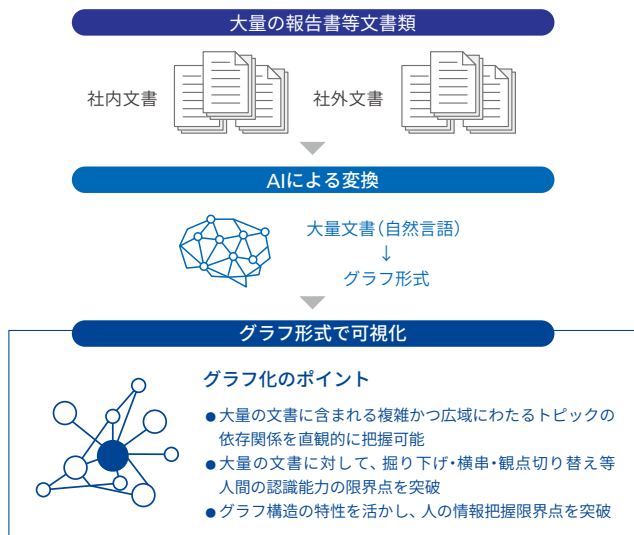 大量の報告書等文書類
社内文書
社外文書
AIによる変換
大量文書(自然言語)
↓
グラフ形式
グラフ形式で可視化
グラフ化のポイント
●大量の文書に含まれる複雑かつ広域にわたるトピックの
依存関係を直観的に把握可能
●大量の文書に対して、掘り下げ・横串・観点切り替え等
人間の認識能力の限界点を突破
●グラフ構造の特性を活かし、人の情報把握限界点を突破